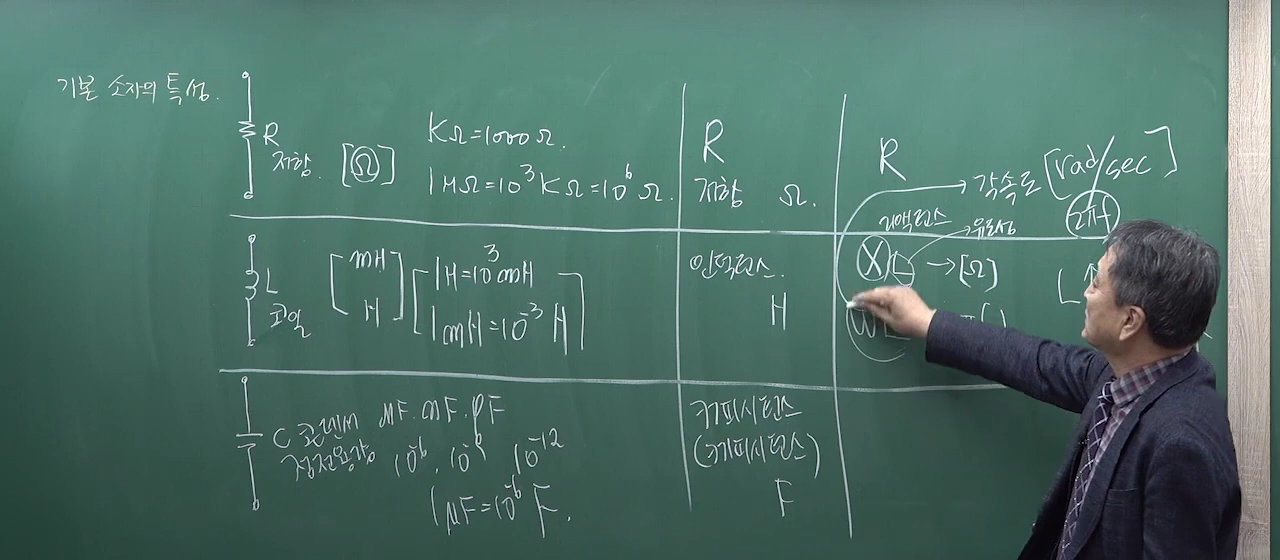 기본 소자의 특성.
R
저항. [Ω]
KΩ=1000Ω.
1MΩ=10³KΩ=10⁶Ω.
R
저항 Ω.
R
각속도 [rad/sec]
2πf
L
코일
[mH H]
1H=10³mH
1mH=10⁻³H
인덕턴스.
H
리액턴스
유도성
X_L → [Ω]
ωL
L↑
C 콘덴서 μF. nF. pF
정전용량 10⁻⁶. 10⁻⁹ 10⁻¹²
1μF=10⁻⁶F.
커패시턴스
(캐피시턴스)
F